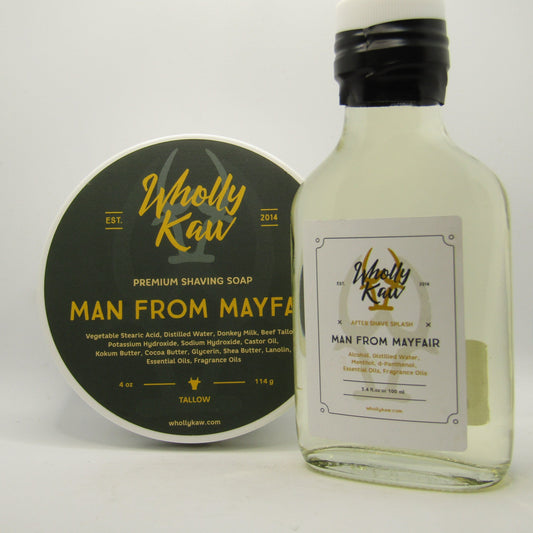 Wholly
Kaw
EST.
2014
PREMIUM SHAVING SOAP
MAN FROM MAYFAI
Vegetable Stearic Acid, Distilled Water, Donkey Milk, Beef Tallo
Potassium Hydroxide, Sodium Hydroxide, Castor Oil,
Kokum Butter, Cocoa Butter, Glycerin, Shea Butter, Lanolin,
Essential Oils, Fragrance Oils
4 oz
114 g
TALLOW
whollykaw.com
Wholly
Kaw
EST.
2014
AFTER SHAVE SPLASH
MAN FROM MAYFAIR
Alcohol, Distilled Water,
Menthol, d-Panthenol,
Essential Oils, Fragrance Oils
3.4 fl.oz 100 ml
whollykaw.com